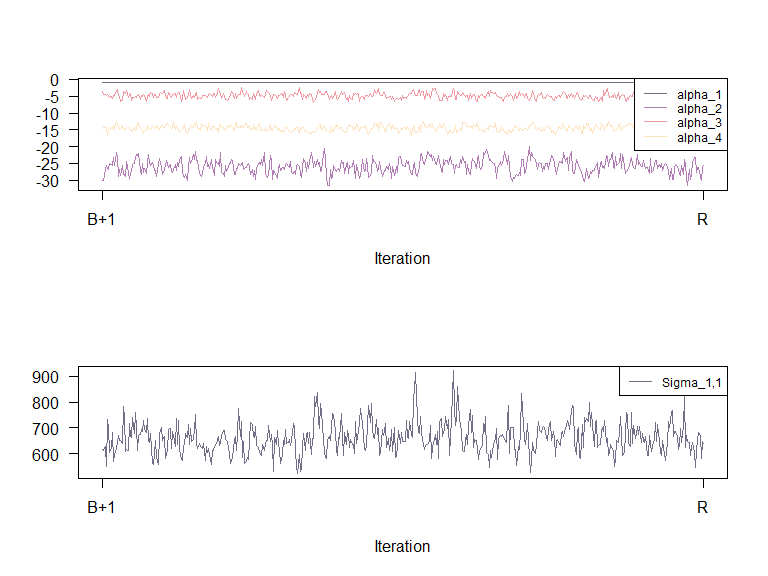 0
-5
-10
-15
-20
-25
-30
alpha_1
alpha_2
alpha_3
alpha_4
B+1
R
Iteration
900
800
700
600
Sigma_1,1
B+1
R
Iteration